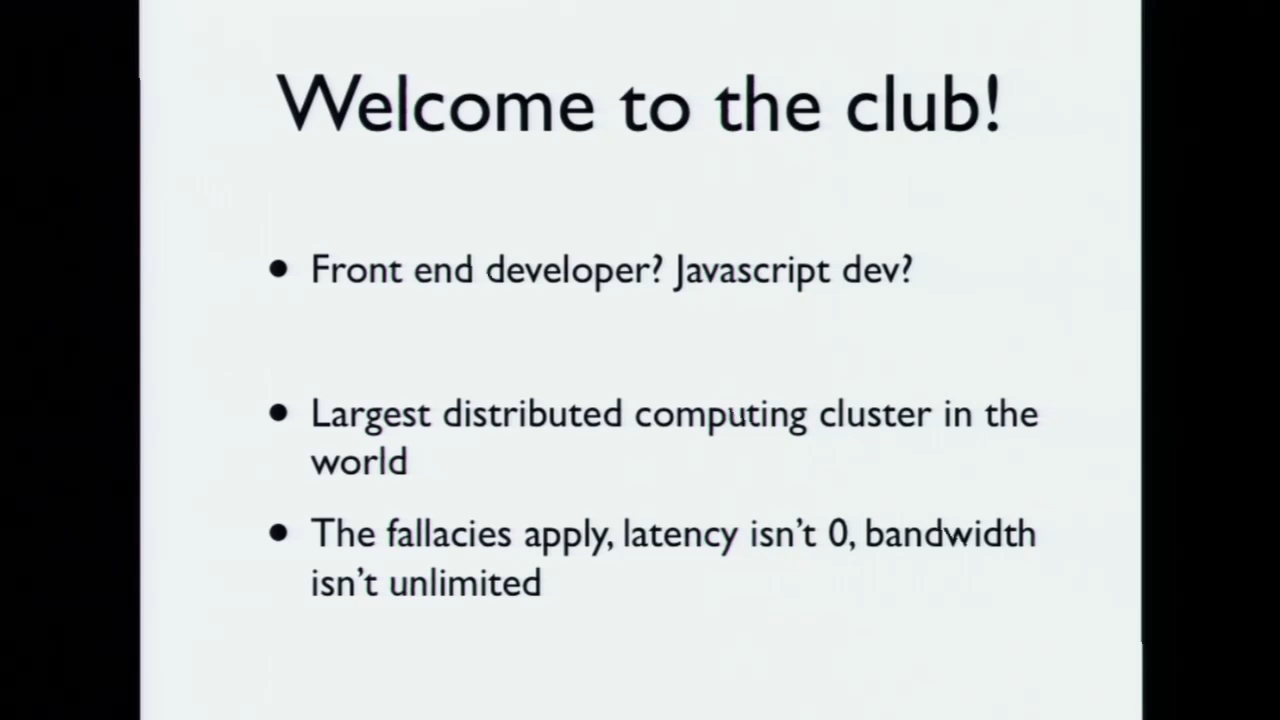 Welcome to the club!
• Front end developer? Javascript dev?
• Largest distributed computing cluster in the
world
• The fallacies apply, latency isn’t 0, bandwidth
isn’t unlimited